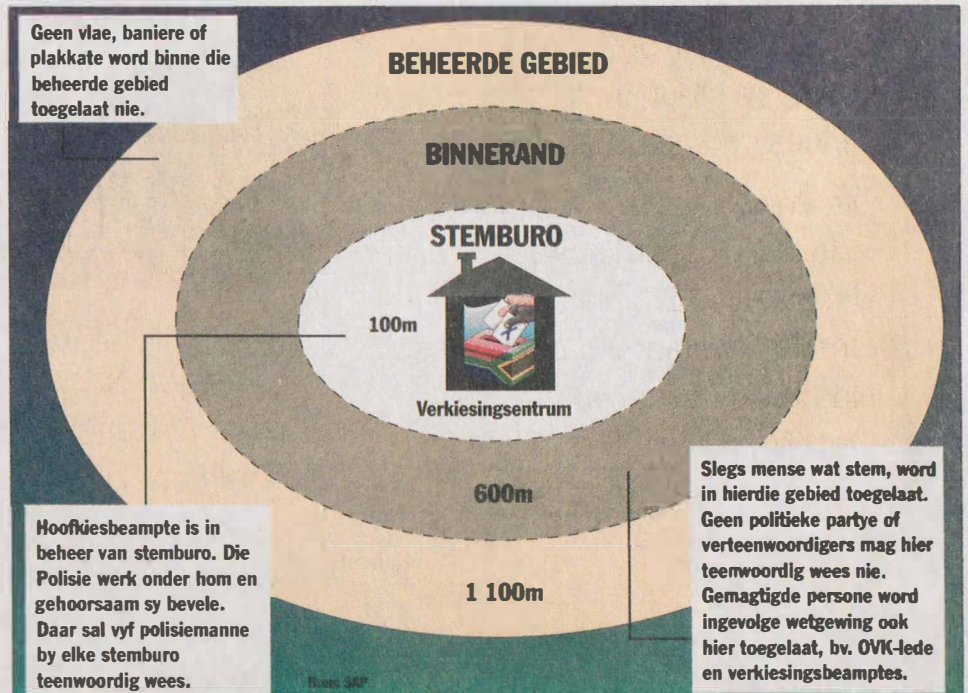 Geen vlae, baniere of
plakkate word binne die
beheerde gebied
toegelaat nie.
BEHEERDE GEBIED
BINNERAND
STEMBURO
100m
Verkiesingsentrum
600m
1 100m
Hoofkiesbeampte is in
beheer van stemburo. Die
Polisie werk onder hom en
gehoorsaam sy bevele.
Daar sal vyf polisiemanne
by elke stemburo
teenwoordig wees.
Slegs mense wat stem, word
in hierdie gebied toegelaat.
Geen politieke partye of
verteenwoordigers mag hier
teenwoordig wees nie.
Gemagtigde persone word
ingevolge wetgewing ook
hier toegelaat, bv. OVK-lede
en verkiesingsbeamptes.
Bron: SAP